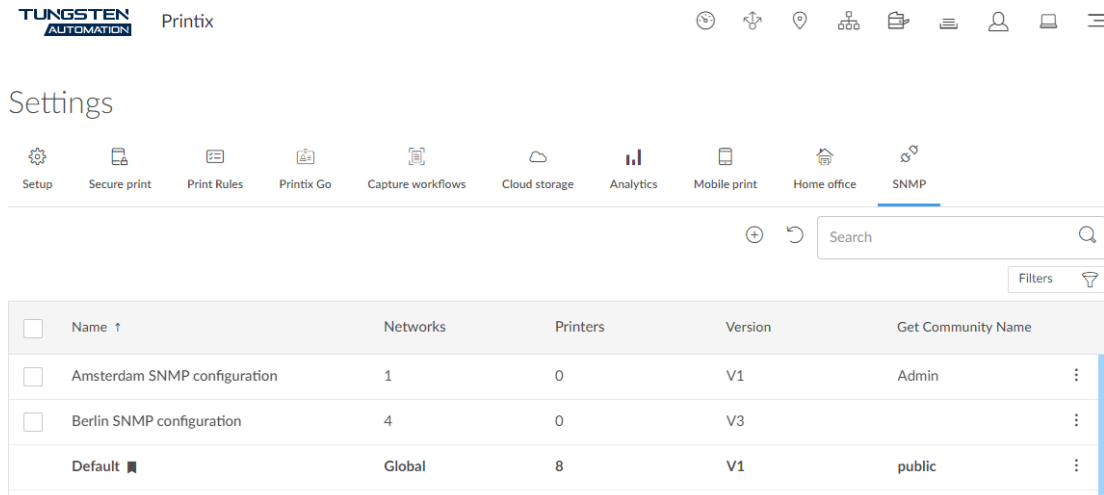 TUNGSTEN
AUTOMATION
Printix
Settings
Setup Secure print Print Rules Printix Go Capture workflows Cloud storage Analytics Mobile print Home office SNMP
Search
Filters
Name ↑ Networks Printers Version Get Community Name
Amsterdam SNMP configuration 1 0 V1 Admin
Berlin SNMP configuration 4 0 V3
Default Global 8 V1 public